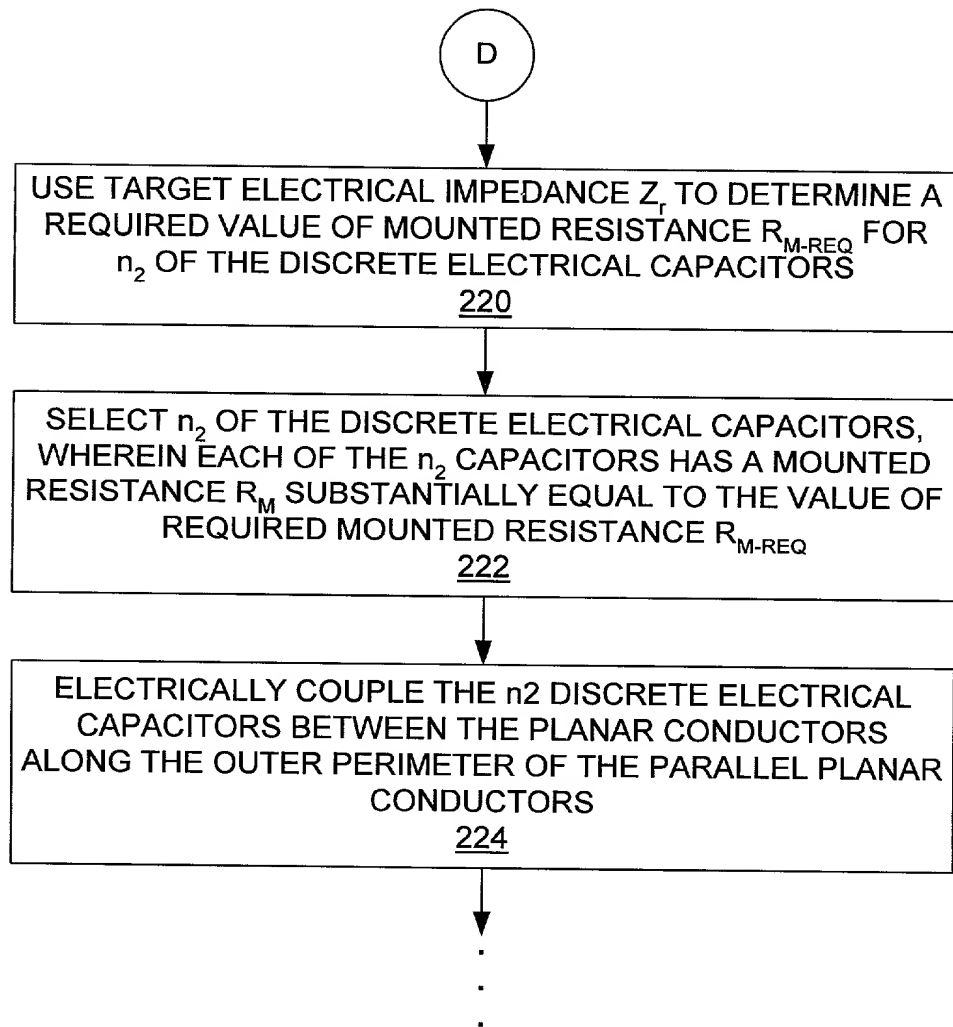 D
USE TARGET ELECTRICAL IMPEDANCE Zr TO DETERMINE A
REQUIRED VALUE OF MOUNTED RESISTANCE RM-REQ FOR
n2 OF THE DISCRETE ELECTRICAL CAPACITORS
220
SELECT n2 OF THE DISCRETE ELECTRICAL CAPACITORS,
WHEREIN EACH OF THE n2 CAPACITORS HAS A MOUNTED
RESISTANCE RM SUBSTANTIALLY EQUAL TO THE VALUE OF
REQUIRED MOUNTED RESISTANCE RM-REQ
222
ELECTRICALLY COUPLE THE n2 DISCRETE ELECTRICAL
CAPACITORS BETWEEN THE PLANAR CONDUCTORS
ALONG THE OUTER PERIMETER OF THE PARALLEL PLANAR
CONDUCTORS
224
.
.
.